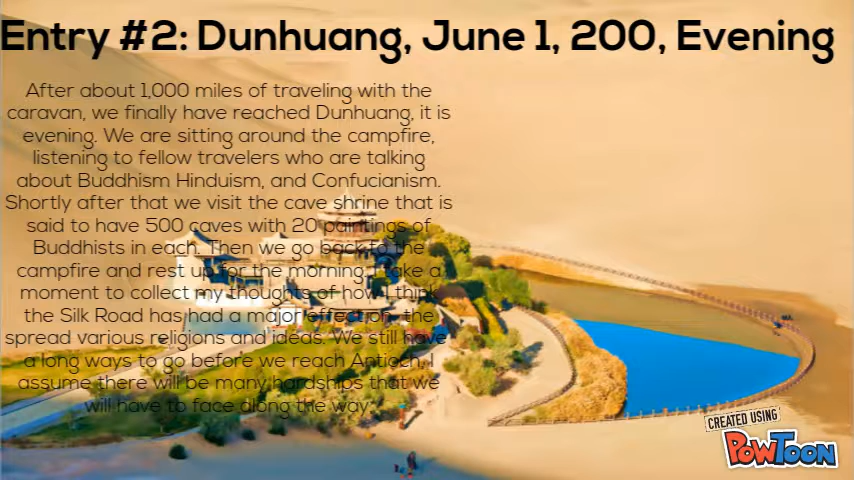 Entry #2: Dunhuang, June 1, 200, Evening
After about 1,000 miles of traveling with the
caravan, we finally have reached Dunhuang, it is
evening. We are sitting around the campfire,
listening to fellow travelers who are talking
about Buddhism Hinduism, and Confucianism.
Shortly after that we visit the cave shrine that is
said to have 500 caves with 20 paintings of
Buddhists in each. Then we go back to the
campfire and rest up for the morning. I take a
moment to collect my thoughts of how I think
the Silk Road has had a major effect on the
spread various religions and ideas. We still have
a long ways to go before we reach Antioch, I
assume there will be many hardships that we
will have to face along the way.
CREATED USING
POWTOON